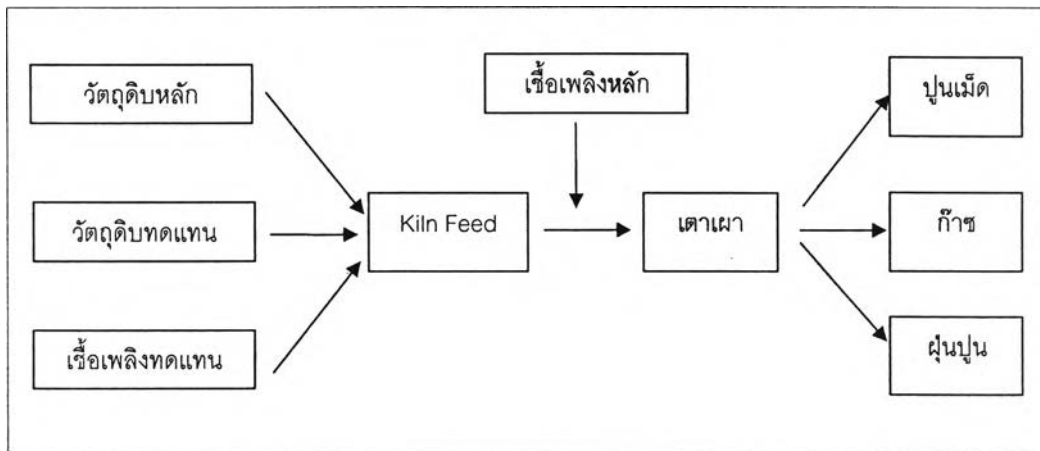 วัตถุดิบหลัก
เชื้อเพลิงหลัก
ปูนเม็ด
วัตถุดิบทดแทน
Kiln Feed
เตาเผา
ก๊าซ
เชื้อเพลิงทดแทน
ฝุ่นปูน